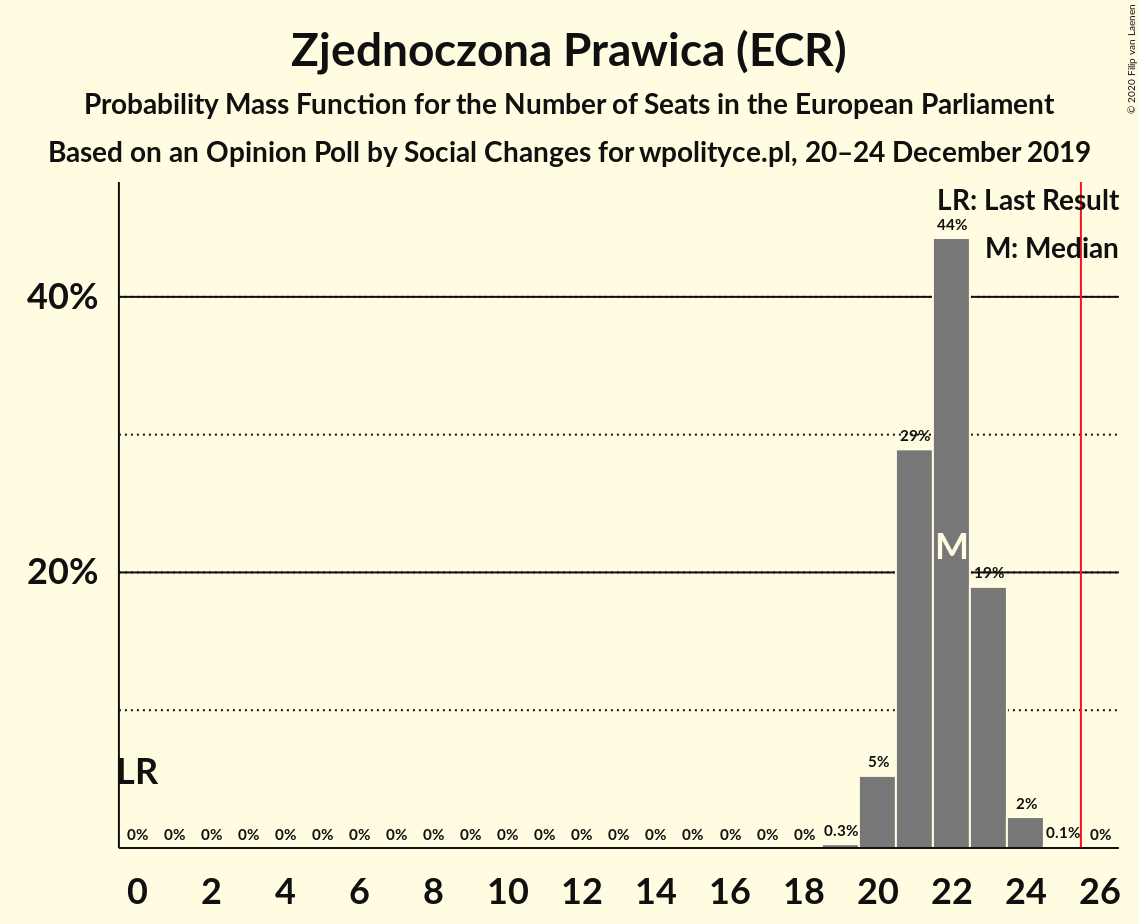 Zjednoczona Prawica (ECR)
Probability Mass Function for the Number of Seats in the European Parliament
Based on an Opinion Poll by Social Changes for wpolityce.pl, 20–24 December 2019
© 2020 Filip van Laenen
LR: Last Result
M: Median
44%
40%
29%
M
20%
19%
LR
5%
2%
0% 0% 0% 0% 0% 0% 0% 0% 0% 0% 0% 0% 0% 0% 0% 0% 0% 0% 0% 0.3% 0.1% 0%
0 2 4 6 8 10 12 14 16 18 20 22 24 26